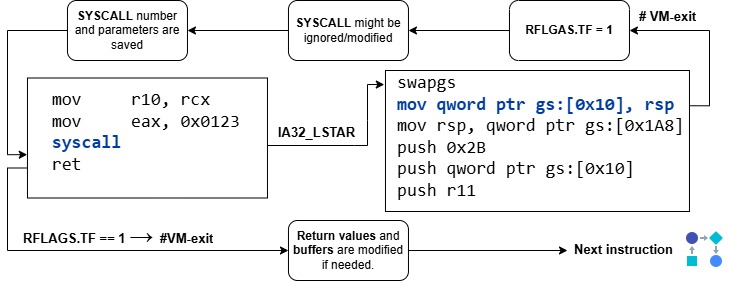 SYSCALL number
and parameters are
saved
SYSCALL might be
ignored/modified
RFLGAS.TF = 1
# VM-exit
mov r10, rcx
mov eax, 0x0123
syscall
ret
IA32_LSTAR
swapgs
mov qword ptr gs:[0x10], rsp
mov rsp, qword ptr gs:[0x1A8]
push 0x2B
push qword ptr gs:[0x10]
push r11
RFLAGS.TF == 1 → #VM-exit
Return values and
buffers are modified
if needed.
Next instruction